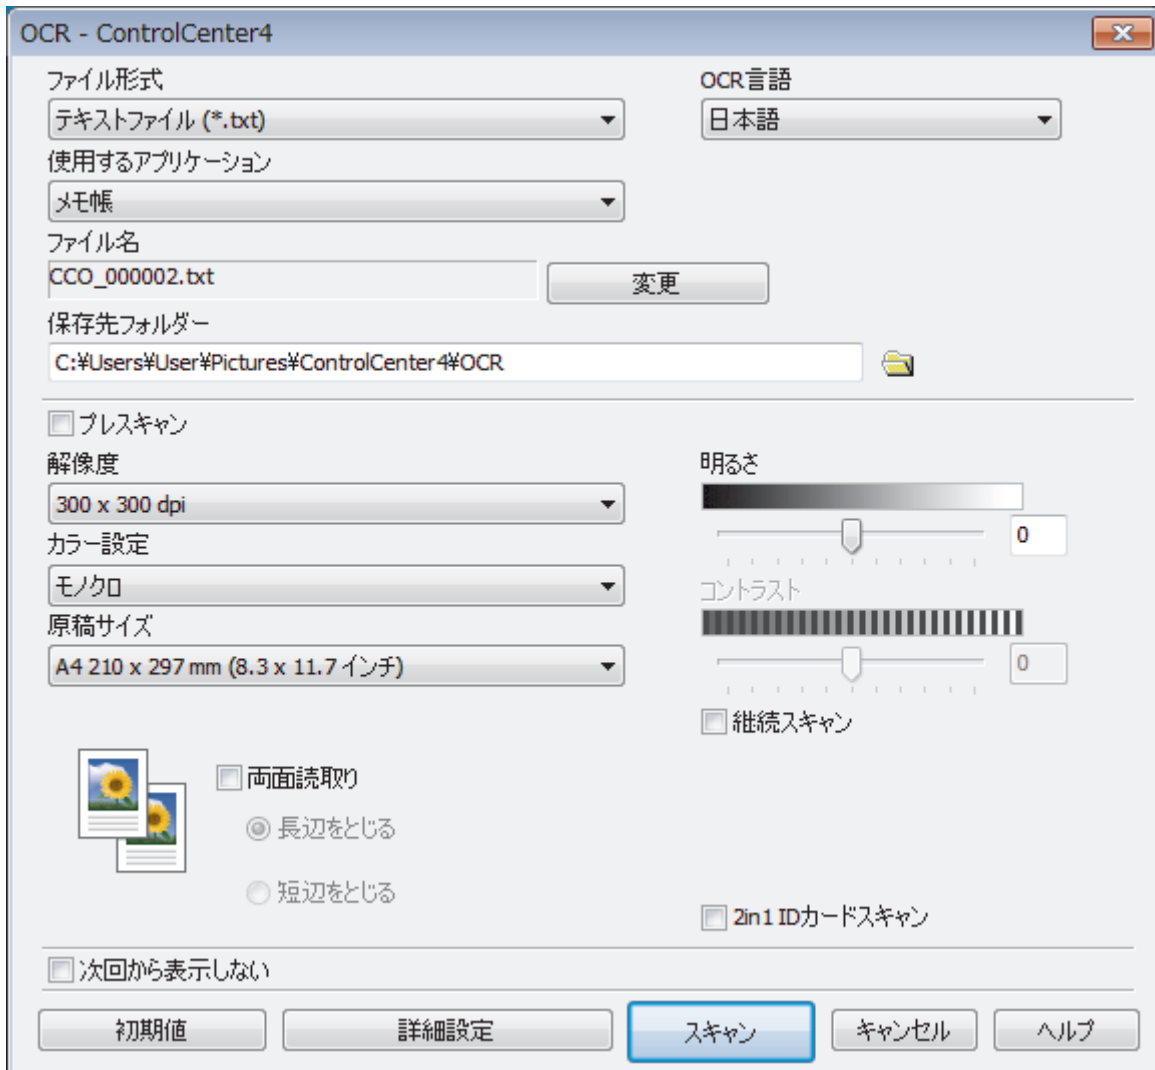 OCR - ControlCenter4
ファイル形式
OCR言語
テキストファイル (*.txt)
日本語
使用するアプリケーション
メモ帳
ファイル名
CCO_000002.txt
変更
保存先フォルダー
C:¥Users¥User¥Pictures¥ControlCenter4¥OCR
プレスキャン
解像度
明るさ
300 x 300 dpi
0
カラー設定
モノクロ
コントラスト
原稿サイズ
A4 210 x 297 mm (8.3 x 11.7 インチ)
0
継続スキャン
両面読取り
長辺をとじる
短辺をとじる
2in1 IDカードスキャン
次回から表示しない
初期値
詳細設定
スキャン
キャンセル
ヘルプ